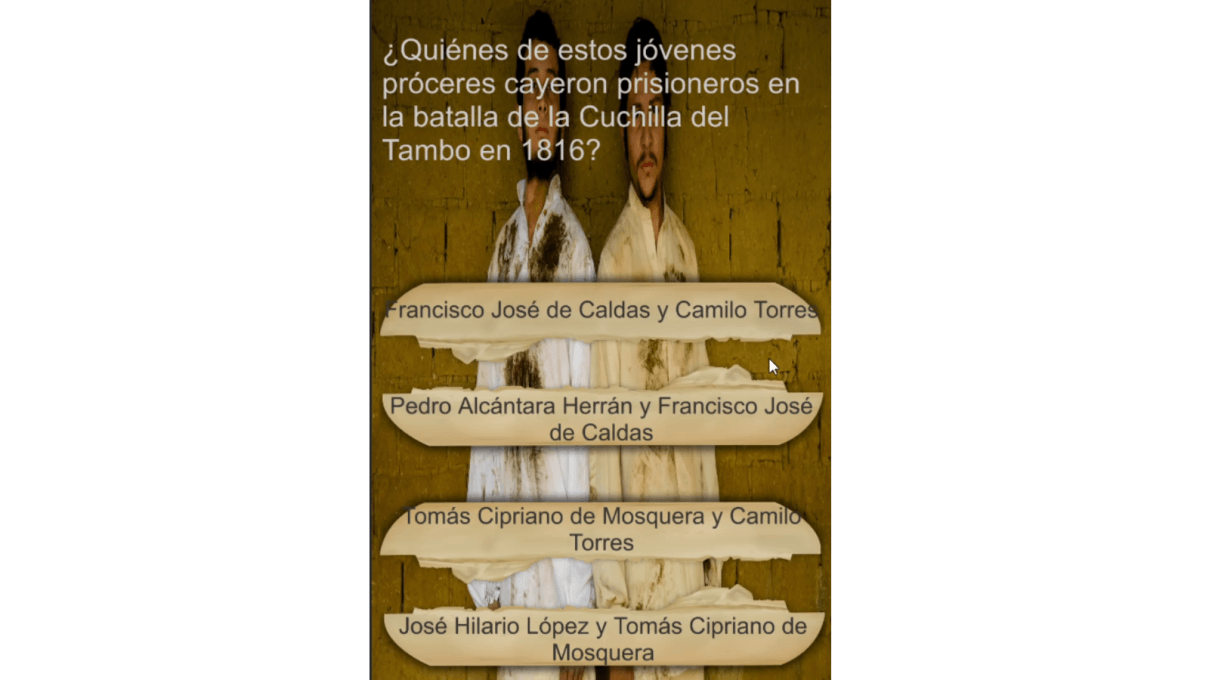 ¿Quiénes de estos jóvenes
próceres cayeron prisioneros en
la batalla de la Cuchilla del
Tambo en 1816?
Francisco José de Caldas y Camilo Torres
Pedro Alcántara Herrán y Francisco José
de Caldas
Tomás Cipriano de Mosquera y Camilo
Torres
José Hilario López y Tomás Cipriano de
Mosquera